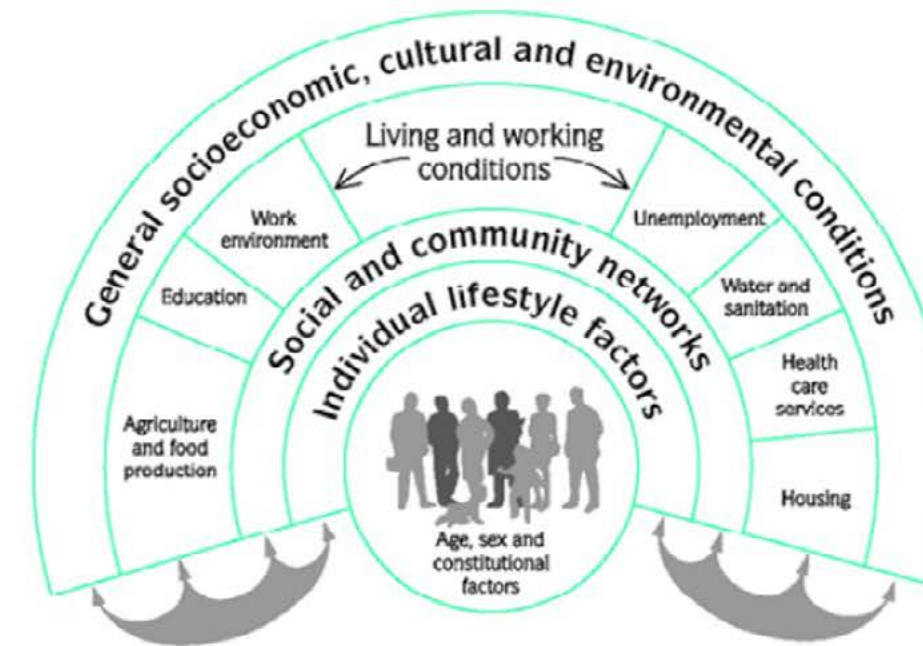 General socioeconomic, cultural and environmental conditions
Living and working
conditions
Work
environment
Unemployment
Education
Water and
sanitation
Agriculture
and food
production
Health
care
services
Housing
Social and community networks
Individual lifestyle factors
Age, sex and
constitutional
factors